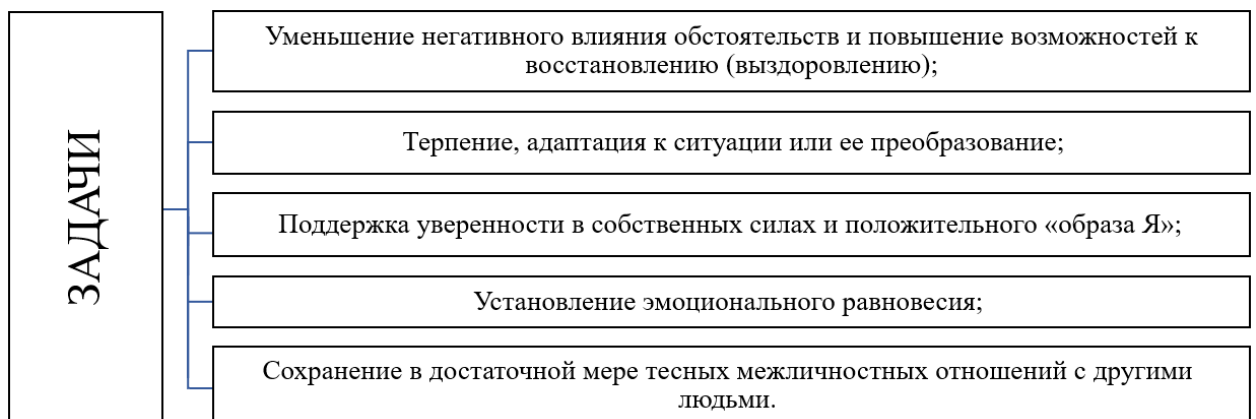 ЗАДАЧИ
Уменьшение негативного влияния обстоятельств и повышение возможностей к
восстановлению (выздоровлению);
Терпение, адаптация к ситуации или ее преобразование;
Поддержка уверенности в собственных силах и положительного «образа Я»;
Установление эмоционального равновесия;
Сохранение в достаточной мере тесных межличностных отношений с другими
людьми.